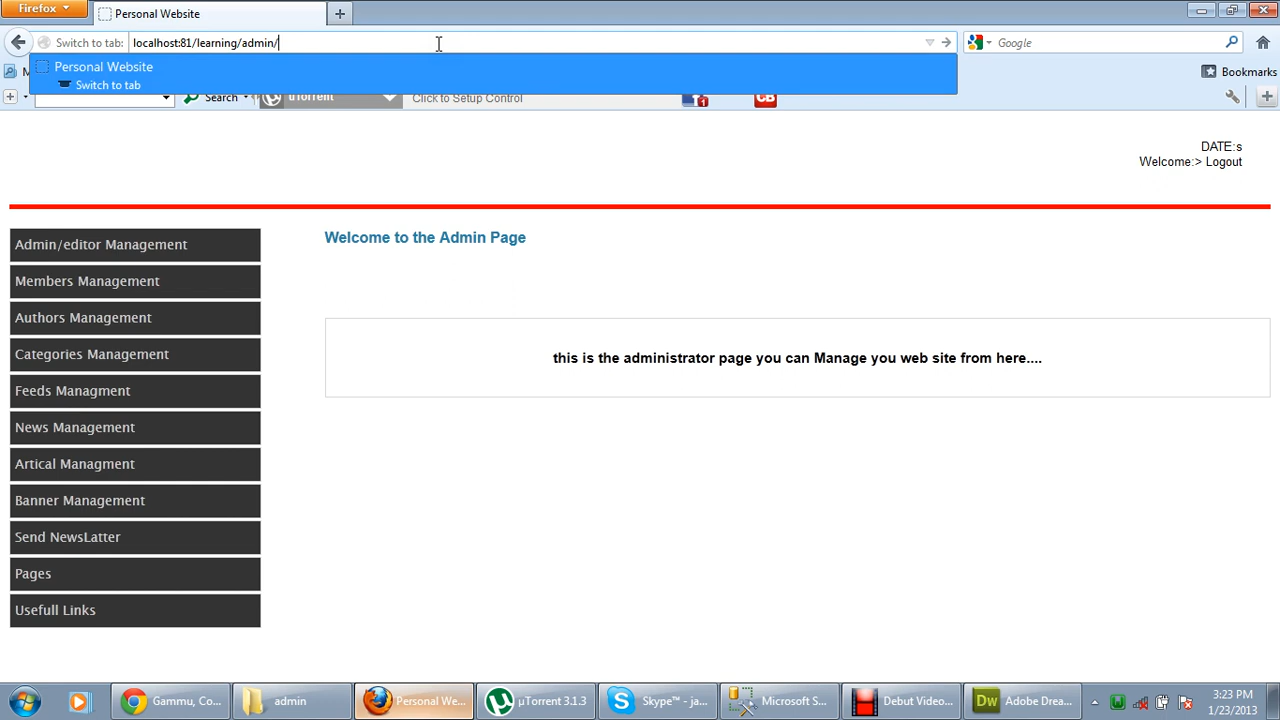 Firefox
Personal Website
Switch to tab:
localhost:81/learning/admin/
Google
Personal Website
Switch to tab
Bookmarks
Search
µTorrent
Click to Setup Control
1
CB
DATE:s
Welcome:> Logout
Admin/editor Management
Welcome to the Admin Page
Members Management
Authors Management
Categories Management
this is the administrator page you can Manage you web site from here....
Feeds Managment
News Management
Artical Managment
Banner Management
Send NewsLatter
Pages
Usefull Links
Gammu, Co...
admin
Personal We...
µTorrent 3.1.3
Skype™ - ja...
Microsoft S...
Debut Video...
Dw
Adobe Drea...
3:23 PM
1/23/2013